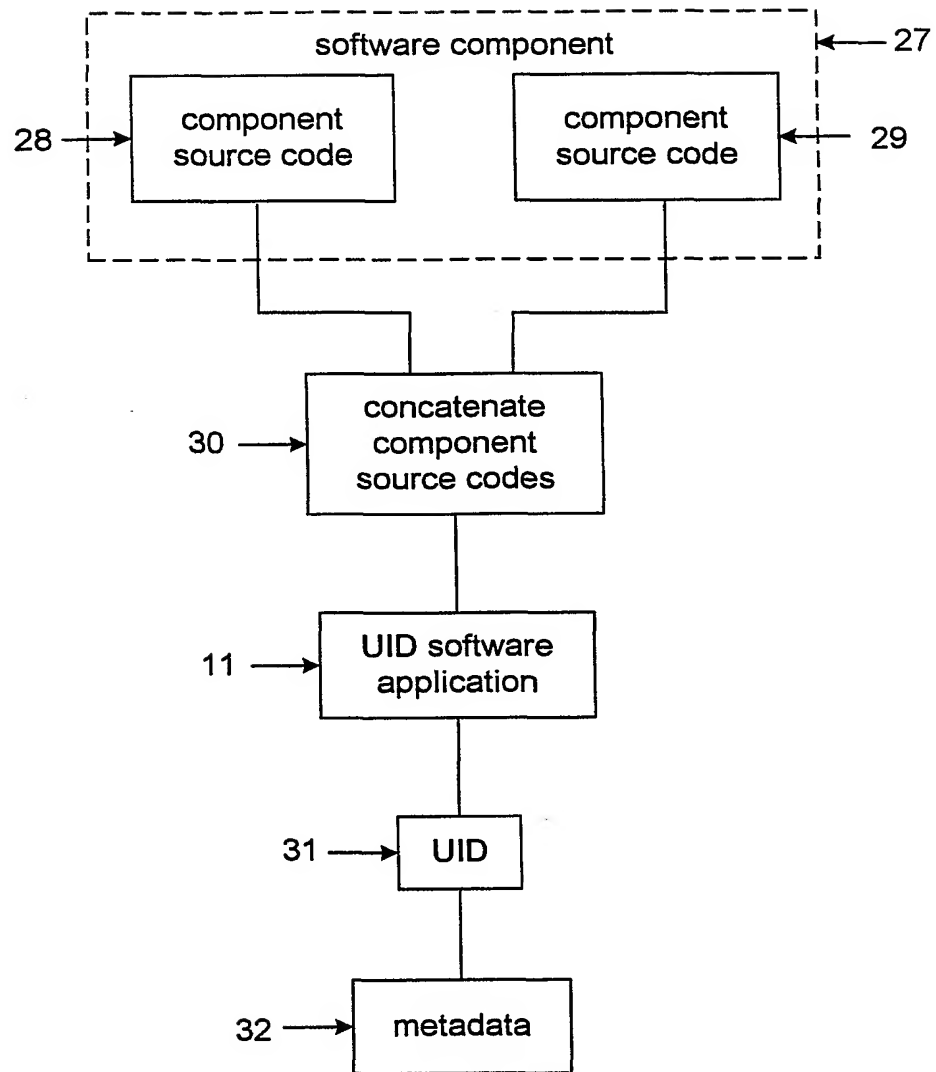 software component
27
component
source code
component
source code
28
29
concatenate
component
source codes
30
UID software
application
11
UID
31
metadata
32